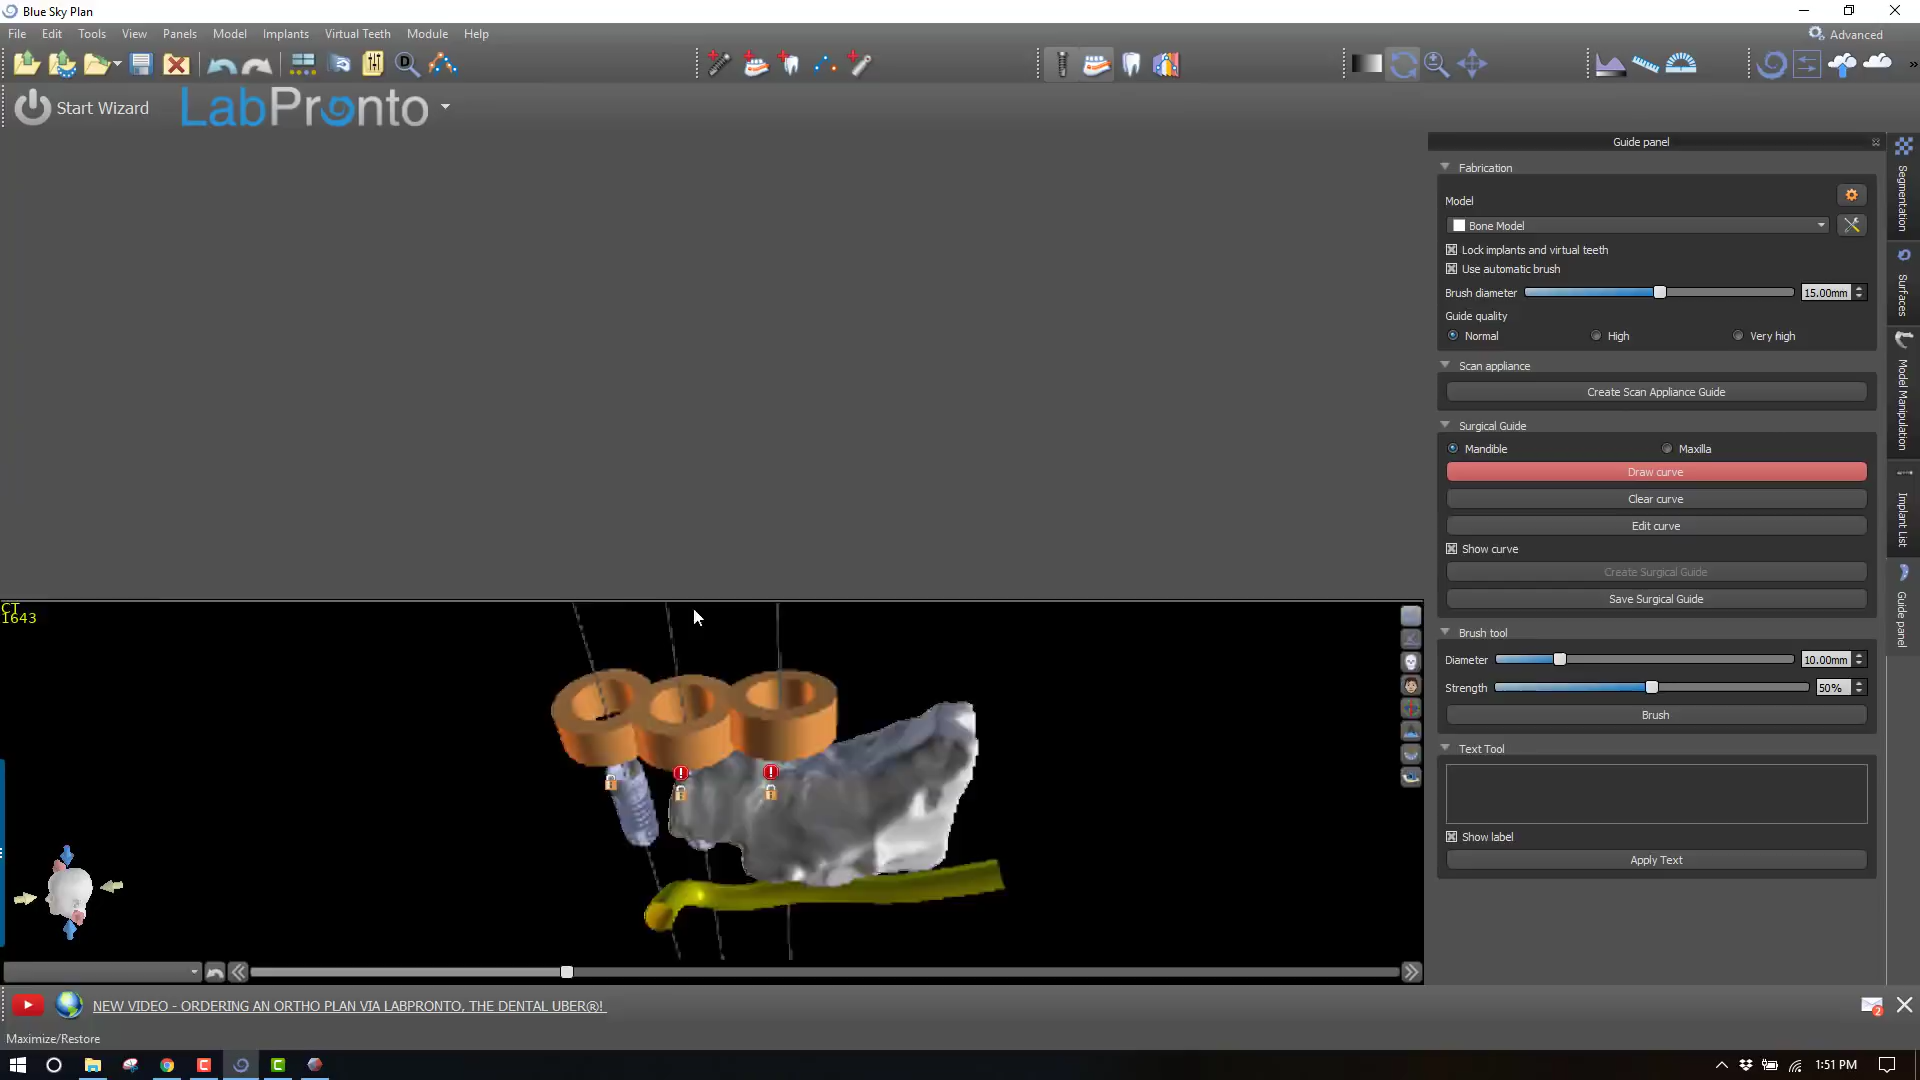 Blue Sky Plan
File Edit Tools View Panels Model Implants Virtual Teeth Module Help
Advanced
»
Start Wizard
LabPronto
Guide panel
Fabrication
Model
Bone Model
Lock implants and virtual teeth
Use automatic brush
Brush diameter 15.00mm
Guide quality
Normal High Very high
Scan appliance
Create Scan Appliance Guide
Surgical Guide
Mandible Maxilla
Draw curve
Clear curve
Edit curve
Show curve
Create Surgical Guide
Save Surgical Guide
Brush tool
Diameter 10.00mm
Strength 50%
Brush
Text Tool
Show label
Apply Text
Segmentation
Surfaces
Model Manipulation
Implant List
Guide panel
CT
1643
NEW VIDEO - ORDERING AN ORTHO PLAN VIA LABPRONTO, THE DENTAL UBER®!
2
Maximize/Restore
1:51 PM